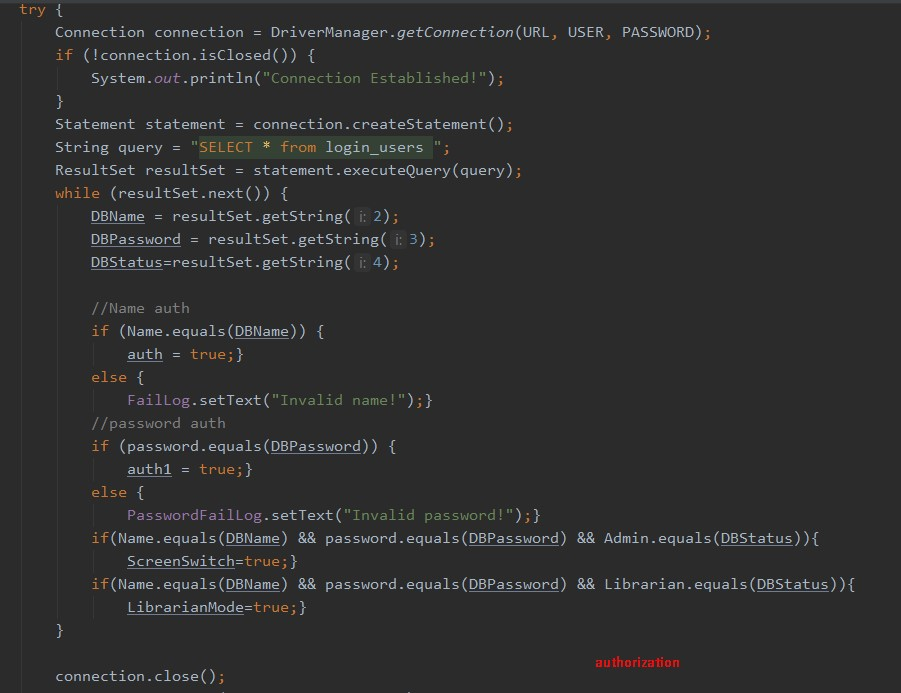 try {
Connection connection = DriverManager.getConnection(URL, USER, PASSWORD);
if (!connection.isClosed()) {
System.out.println("Connection Established!");
}
Statement statement = connection.createStatement();
String query = "SELECT * from login_users ";
ResultSet resultSet = statement.executeQuery(query);
while (resultSet.next()) {
DBName = resultSet.getString( i: 2);
DBPassword = resultSet.getString( i: 3);
DBStatus=resultSet.getString( i: 4);
//Name auth
if (Name.equals(DBName)) {
auth = true;}
else {
FailLog.setText("Invalid name!");}
//password auth
if (password.equals(DBPassword)) {
auth1 = true;}
else {
PasswordFailLog.setText("Invalid password!");}
if(Name.equals(DBName) && password.equals(DBPassword) && Admin.equals(DBStatus)){
ScreenSwitch=true;}
if(Name.equals(DBName) && password.equals(DBPassword) && Librarian.equals(DBStatus)){
LibrarianMode=true;}
}
authorization
connection.close();